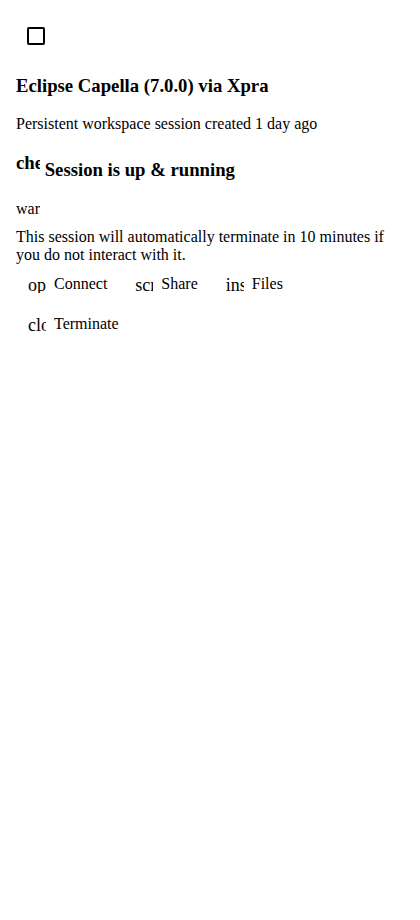 Eclipse Capella (7.0.0) via Xpra
Persistent workspace session created 1 day ago
che Session is up & running
war
This session will automatically terminate in 10 minutes if
you do not interact with it.
op Connect scr Share ins Files
clo Terminate